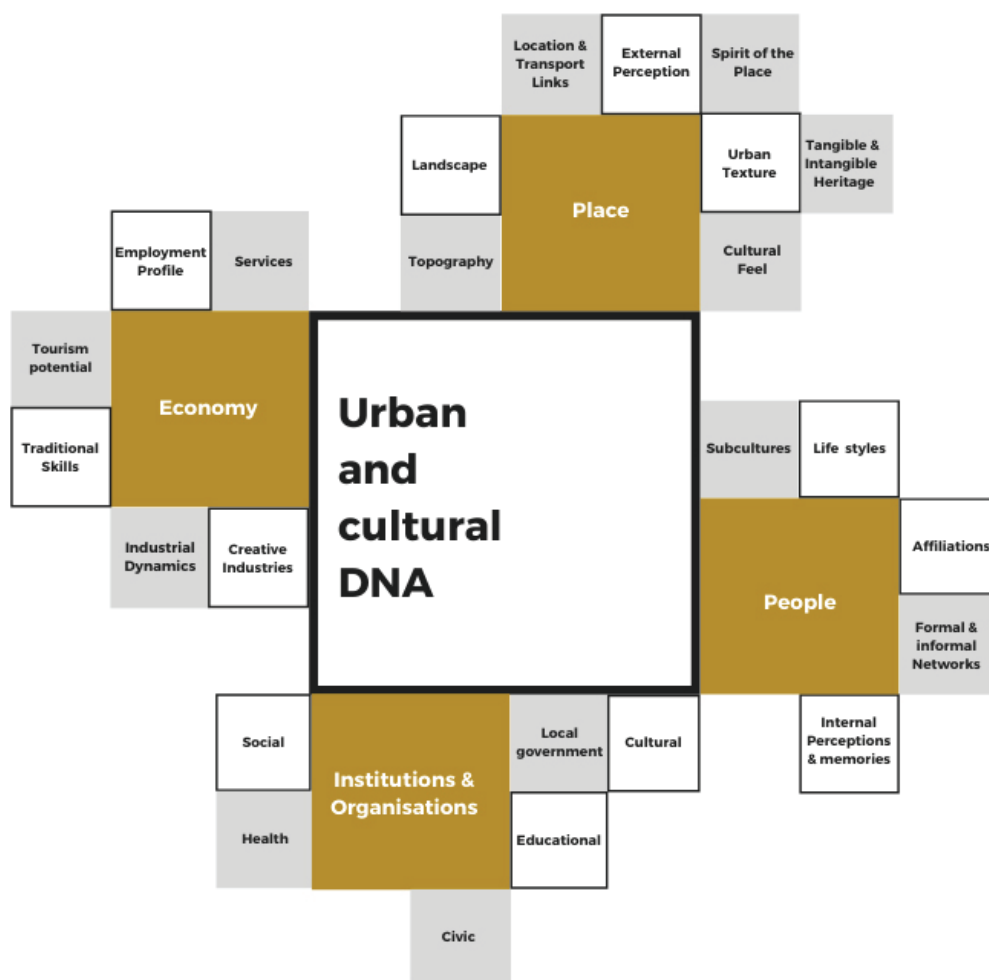 Location &
Transport
Links
External
Perception
Spirit of the
Place
Landscape
Place
Urban
Texture
Tangible &
Intangible
Heritage
Topography
Cultural
Feel
Employment
Profile
Services
Tourism
potential
Economy
Traditional
Skills
Industrial
Dynamics
Creative
Industries
Urban
and
cultural
DNA
Subcultures
Life styles
Affiliations
People
Formal &
informal
Networks
Internal
Perceptions
& memories
Social
Institutions &
Organisations
Local
government
Cultural
Health
Educational
Civic